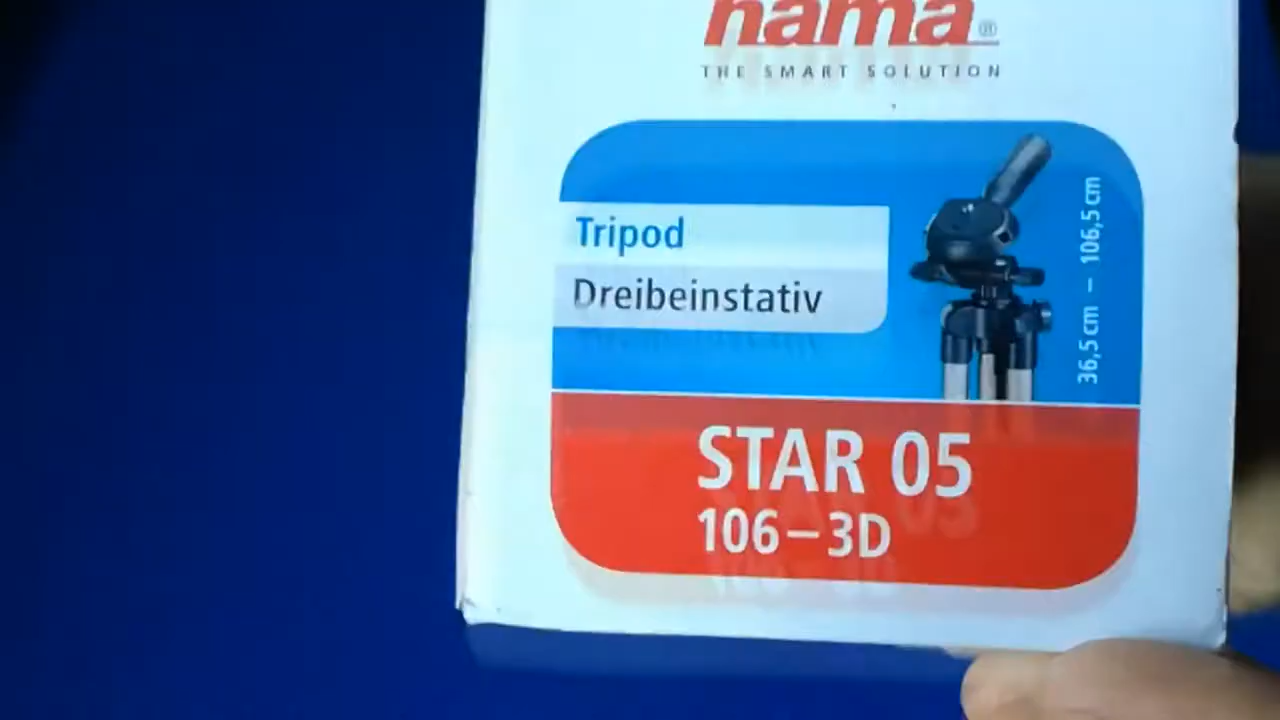 hama®
THE SMART SOLUTION
Tripod
Dreibeinstativ
36,5 cm – 106,5 cm
STAR 05
106 – 3D